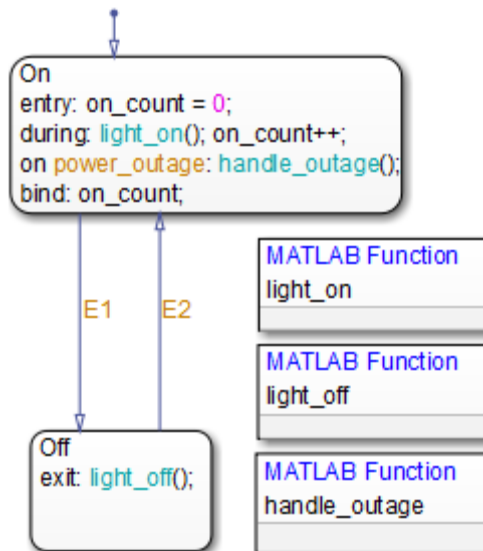 On
entry: on_count = 0;
during: light_on(); on_count++;
on power_outage: handle_outage();
bind: on_count;
E1
E2
MATLAB Function
light_on
MATLAB Function
light_off
Off
exit: light_off();
MATLAB Function
handle_outage